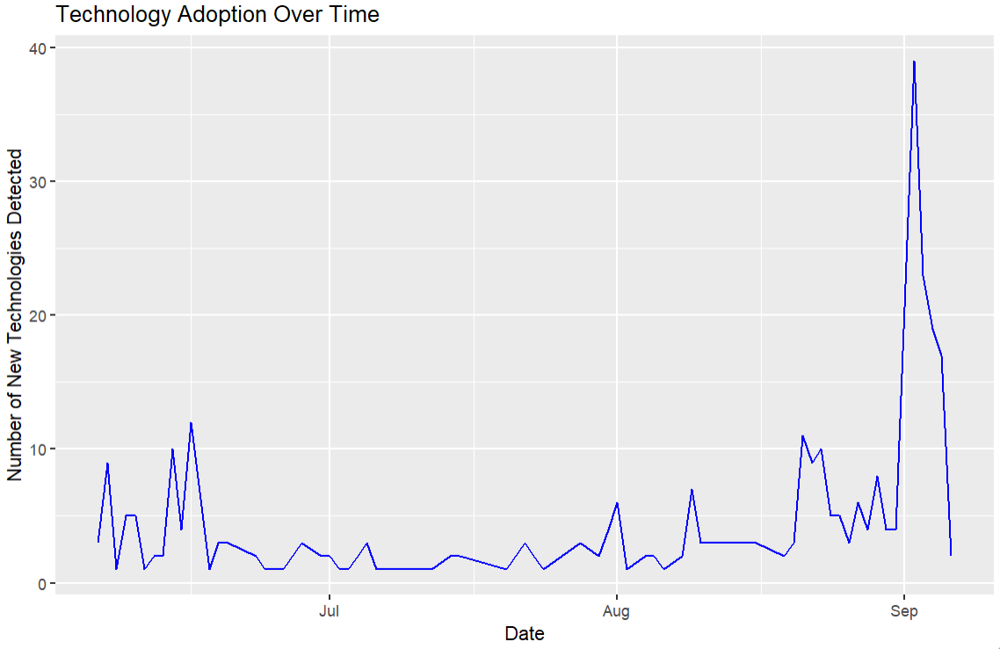 Technology Adoption Over Time
Number of New Technologies Detected
40
30
20
10
0
Jul
Aug
Sep
Date